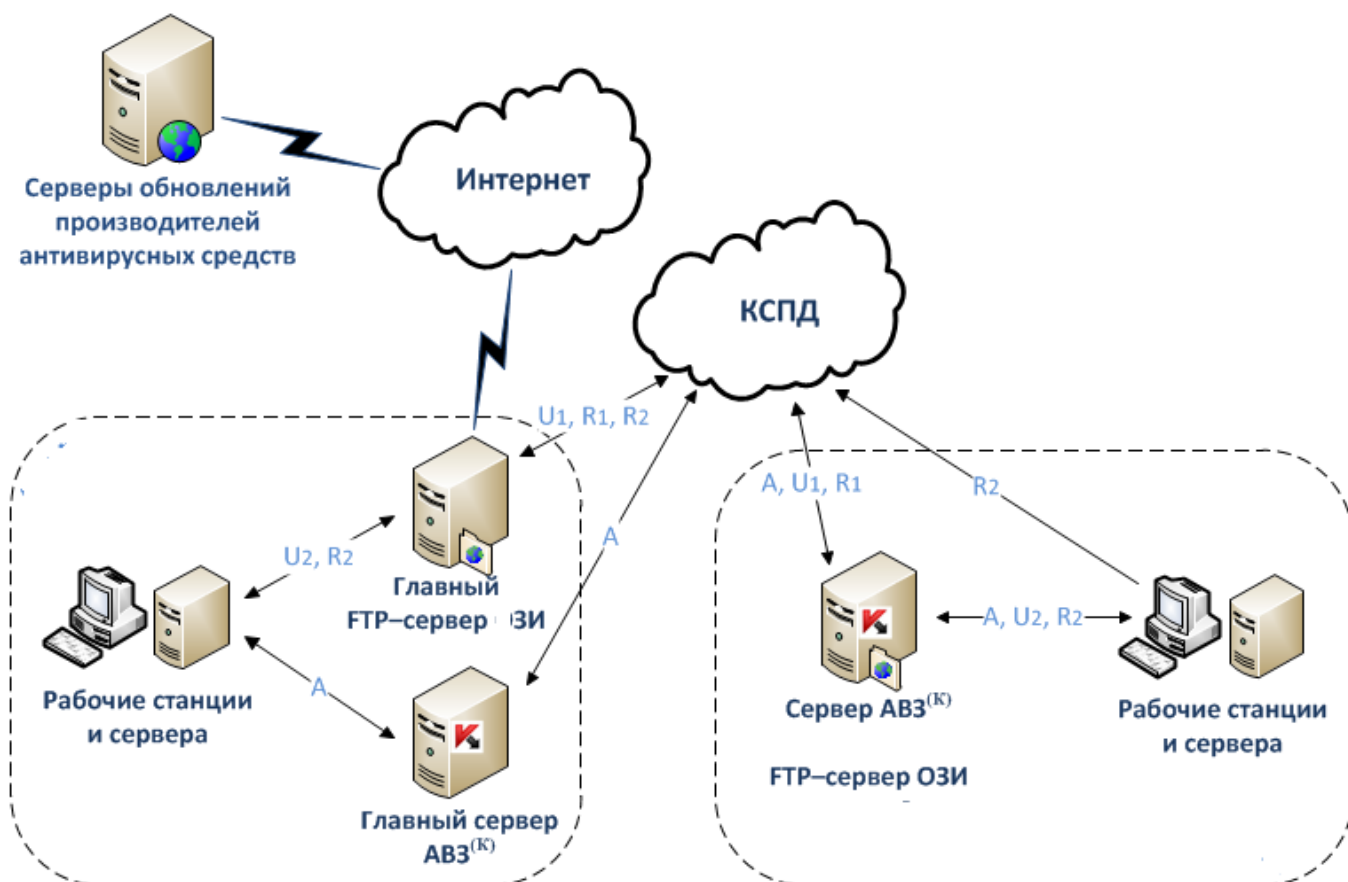 Серверы обновлений
производителей
антивирусных средств
Интернет
КСПД
U1, R1, R2
A, U1, R1
R2
A
U2, R2
Главный
FTP–сервер ОЗИ
A
Рабочие станции
и сервера
Главный сервер
АВЗ(К)
A, U2, R2
Сервер АВЗ(К)
FTP–сервер ОЗИ
Рабочие станции
и сервера